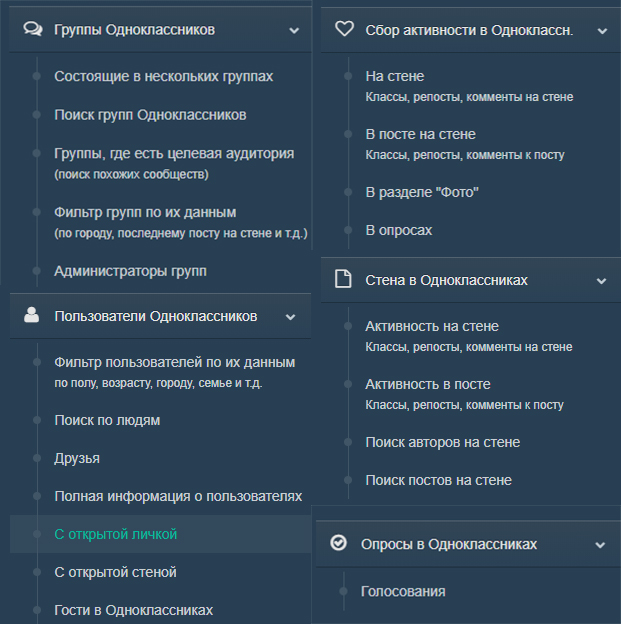 Группы Одноклассников
Состоящие в нескольких группах
Поиск групп Одноклассников
Группы, где есть целевая аудитория
(поиск похожих сообществ)
Фильтр групп по их данным
(по городу, последнему посту на стене и т.д.)
Администраторы групп
Пользователи Одноклассников
Фильтр пользователей по их данным
по полу, возрасту, городу, семье и т.д.
Поиск по людям
Друзья
Полная информация о пользователях
С открытой личкой
С открытой стеной
Гости в Одноклассниках
Сбор активности в Одноклассн.
На стене
Классы, репосты, комменты на стене
В посте на стене
Классы, репосты, комменты к посту
В разделе "Фото"
В опросах
Стена в Одноклассниках
Активность на стене
Классы, репосты, комменты на стене
Активность в посте
Классы, репосты, комменты к посту
Поиск авторов на стене
Поиск постов на стене
Опросы в Одноклассниках
Голосования